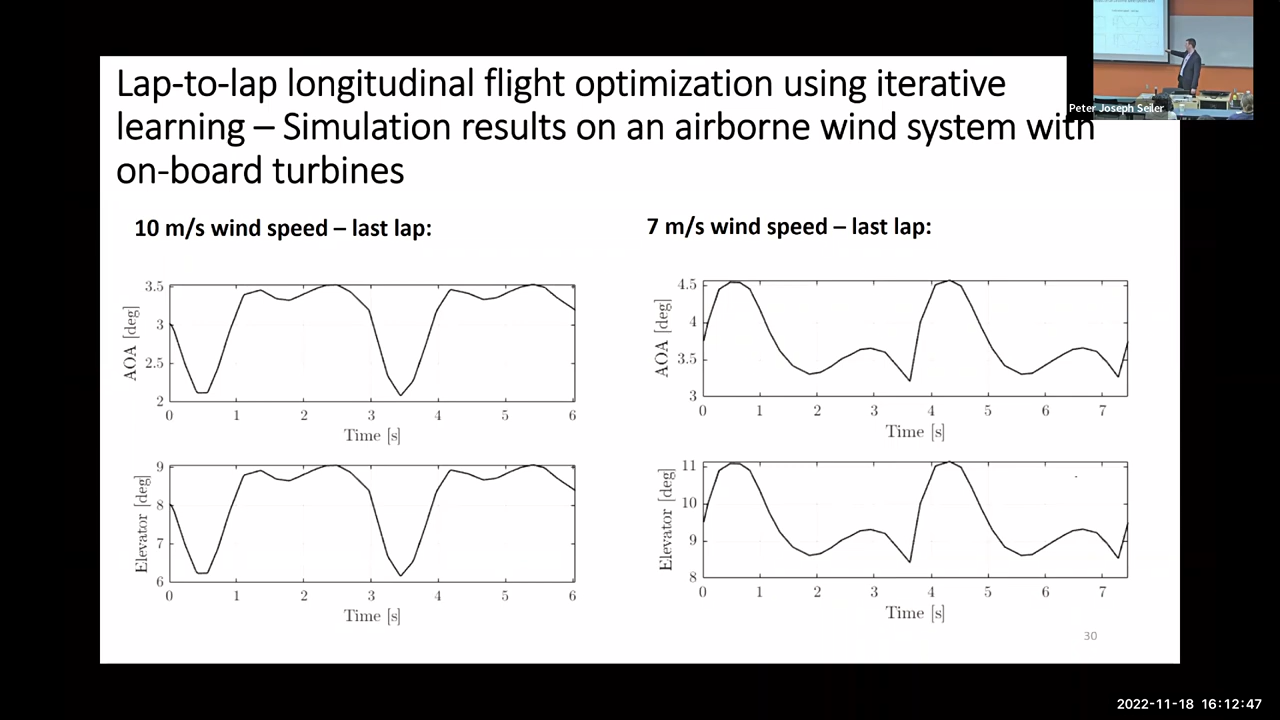 Peter Joseph Seiler
Lap-to-lap longitudinal flight optimization using iterative
learning – Simulation results on an airborne wind system with
on-board turbines
10 m/s wind speed – last lap:
3.5
3
2.5
2
AOA [deg]
0 1 2 3 4 5 6
Time [s]
9
8
7
6
Elevator [deg]
0 1 2 3 4 5 6
Time [s]
7 m/s wind speed – last lap:
4.5
4
3.5
3
AOA [deg]
0 1 2 3 4 5 6 7
Time [s]
11
10
9
8
Elevator [deg]
0 1 2 3 4 5 6 7
Time [s]
30
2022-11-18 16:12:47